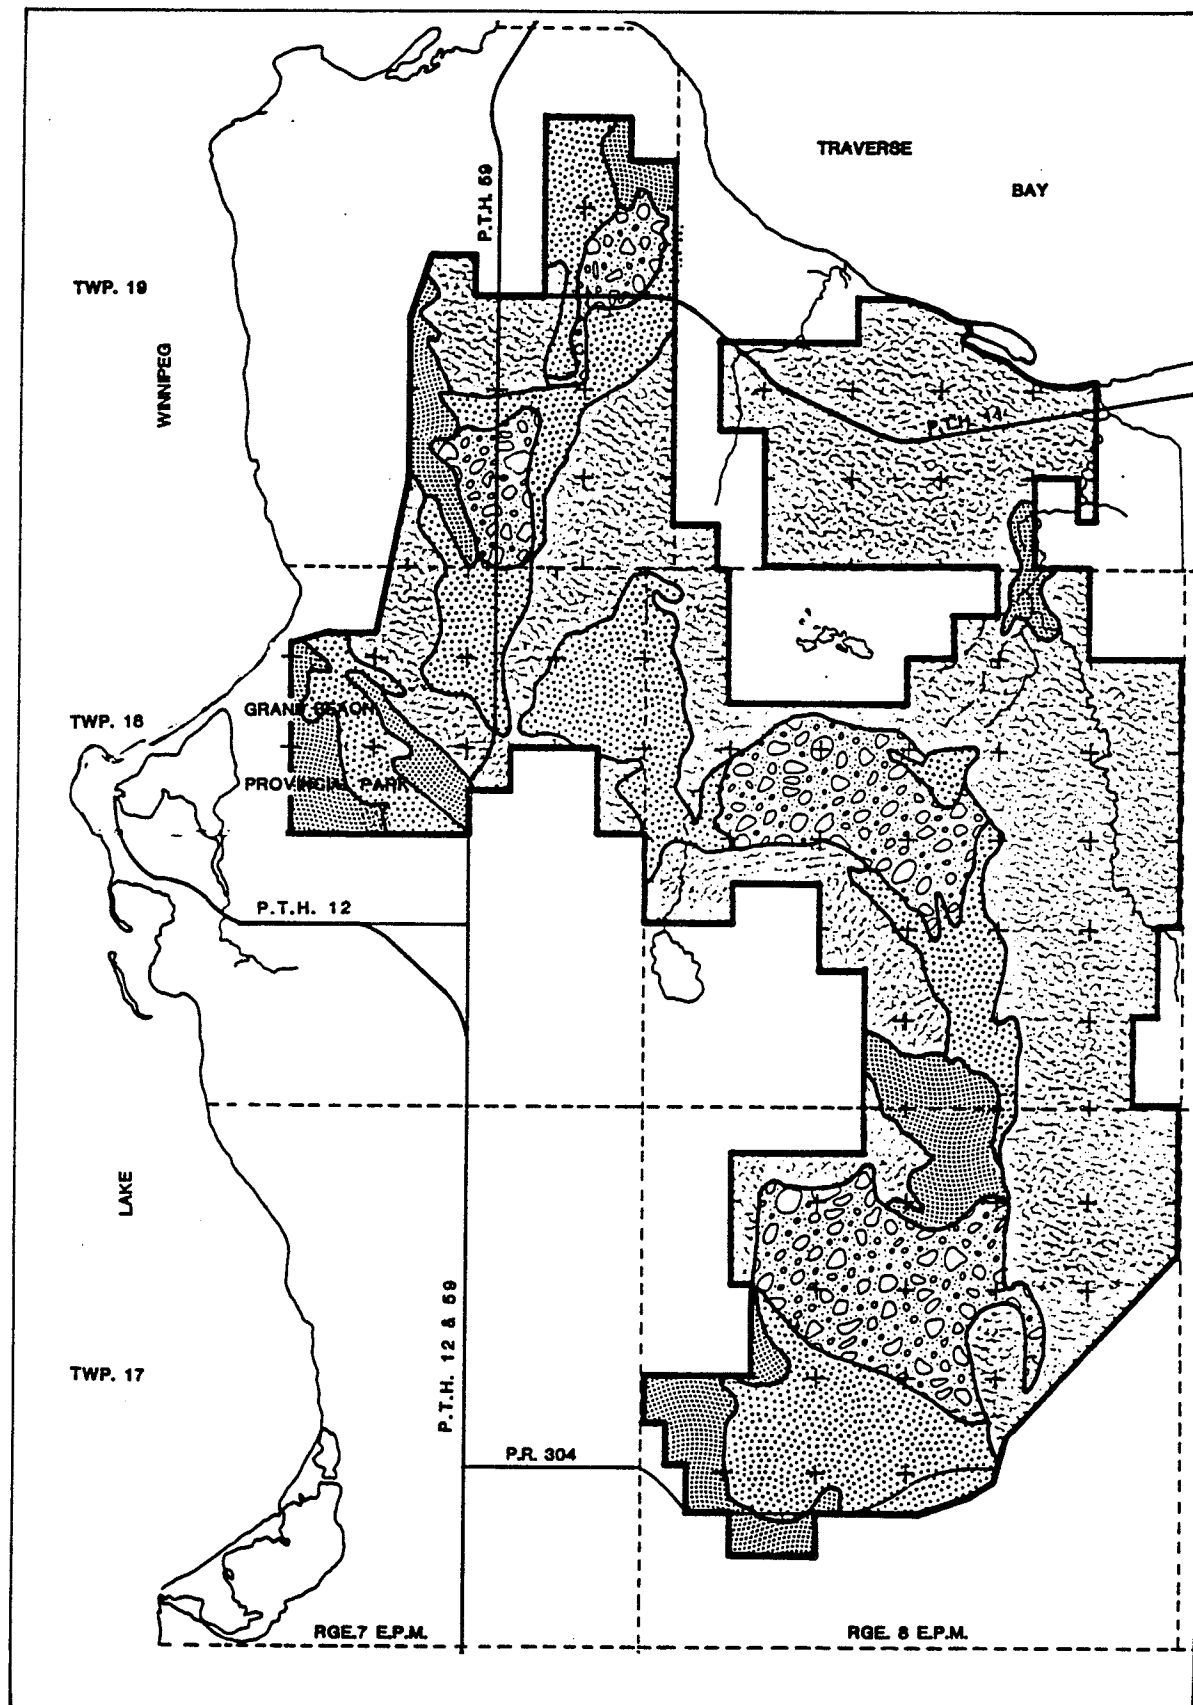 TRAVERSE
BAY
P.T.H. 59
TWP. 19
WINNIPEG
GRAND BEACH
TWP. 18
PROVINCIAL PARK
P.T.H. 12
LAKE
P.T.H. 12 & 59
TWP. 17
P.R. 304
RGE.7 E.P.M.
RGE. 8 E.P.M.